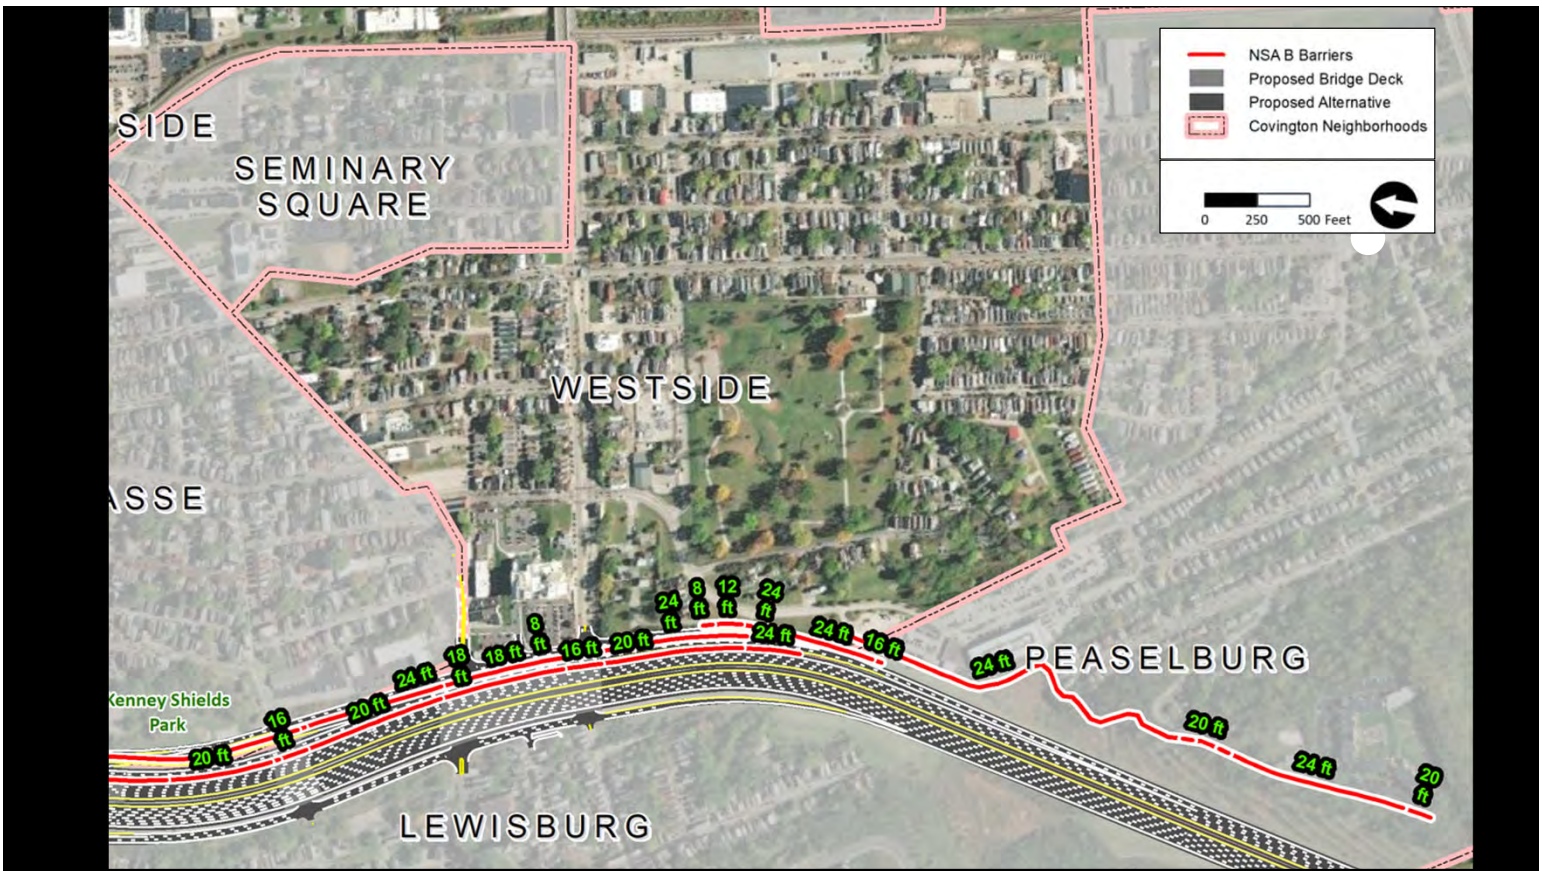 NSA B Barriers
Proposed Bridge Deck
Proposed Alternative
Covington Neighborhoods
0 250 500 Feet
SIDE
SEMINARY
SQUARE
WESTSIDE
ASSE
8
ft
12
ft
24
ft
24
ft
8
ft
24 ft
24 ft
16 ft
20 ft
16 ft
18 ft
18
ft
24 ft
24 ft
PEASELBURG
Kenney Shields
Park
20 ft
16
ft
20 ft
20 ft
24 ft
20
ft
LEWISBURG